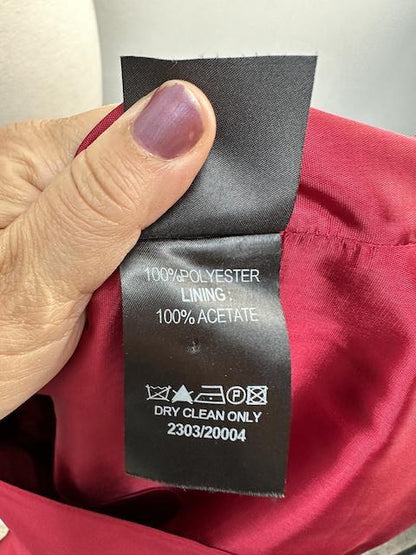 100%POLYESTER
LINING:
100% ACETATE
P
DRY CLEAN ONLY
2303/20004